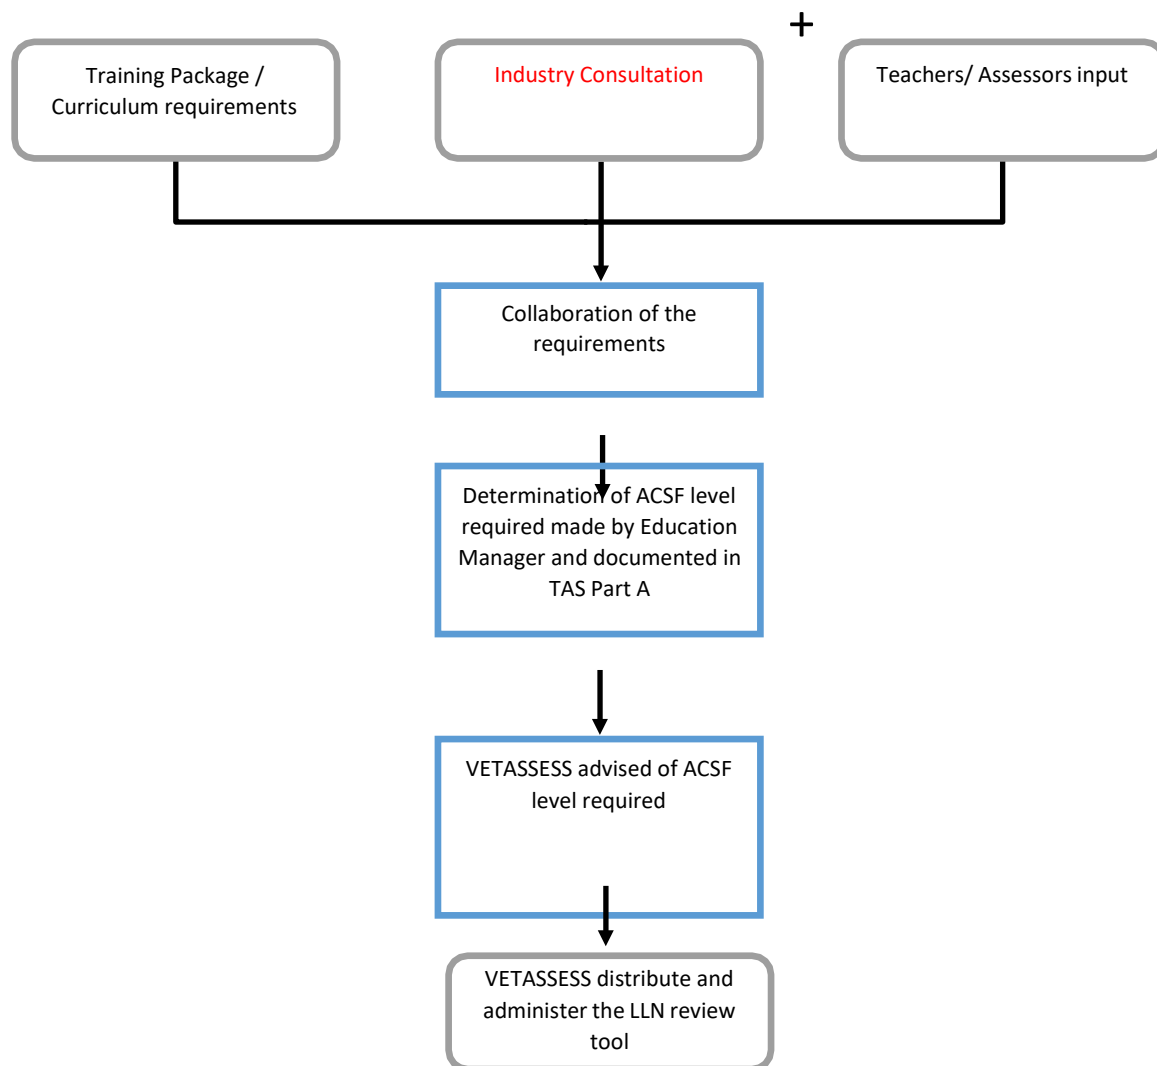 +
Training Package /
Curriculum requirements
Industry Consultation
Teachers/ Assessors input
Collaboration of the
requirements
Determination of ACSF level
required made by Education
Manager and documented in
TAS Part A
VETASSESS advised of ACSF
level required
VETASSESS distribute and
administer the LLN review
tool